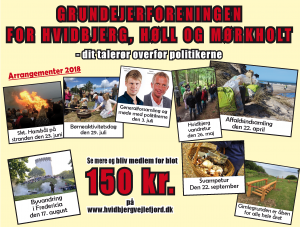 GRUNDEJERFORENINGEN
FOR HVIDBJERG, HØLL OG MØRKHOLT
- dit talerør overfor politikerne
Arrangementer 2018
Skt. Hansbål på
stranden den 23. juni
Børneaktivitetsdag
den 29. juli
Generalforsamling og
møde med politikerne
den 3. juli
Hvidbjerg
vandretur
den 26. maj
Affaldsindsamling
den 22. april
Byvandring
i Fredericia
den 17. august
Se mere og bliv medlem for blot
150 kr.
på
www.hvidbjergvejlefjord.dk
Svampetur
den 22. september
Gimlegrunden er åben
for alle hele året